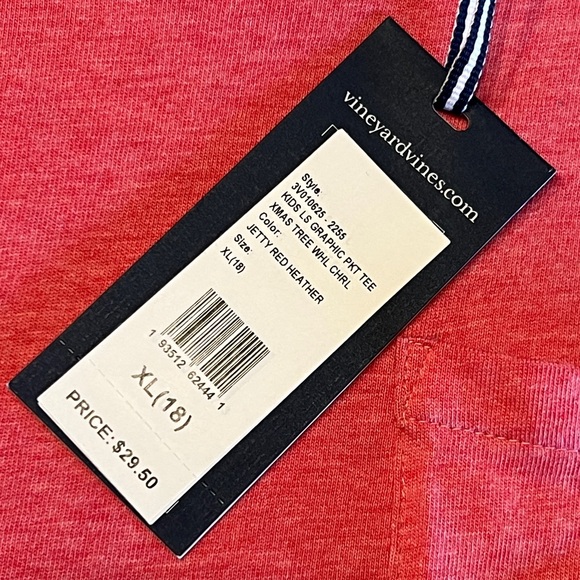 vineyardvines.com
Style:
3V010625 - 2255
KIDS LS GRAPHIC PKT TEE
XMAS TREE WHL CHRL
Color:
JETTY RED HEATHER
Size:
XL(18)
1 93512 62444 1
XL(18)
PRICE: $29.50